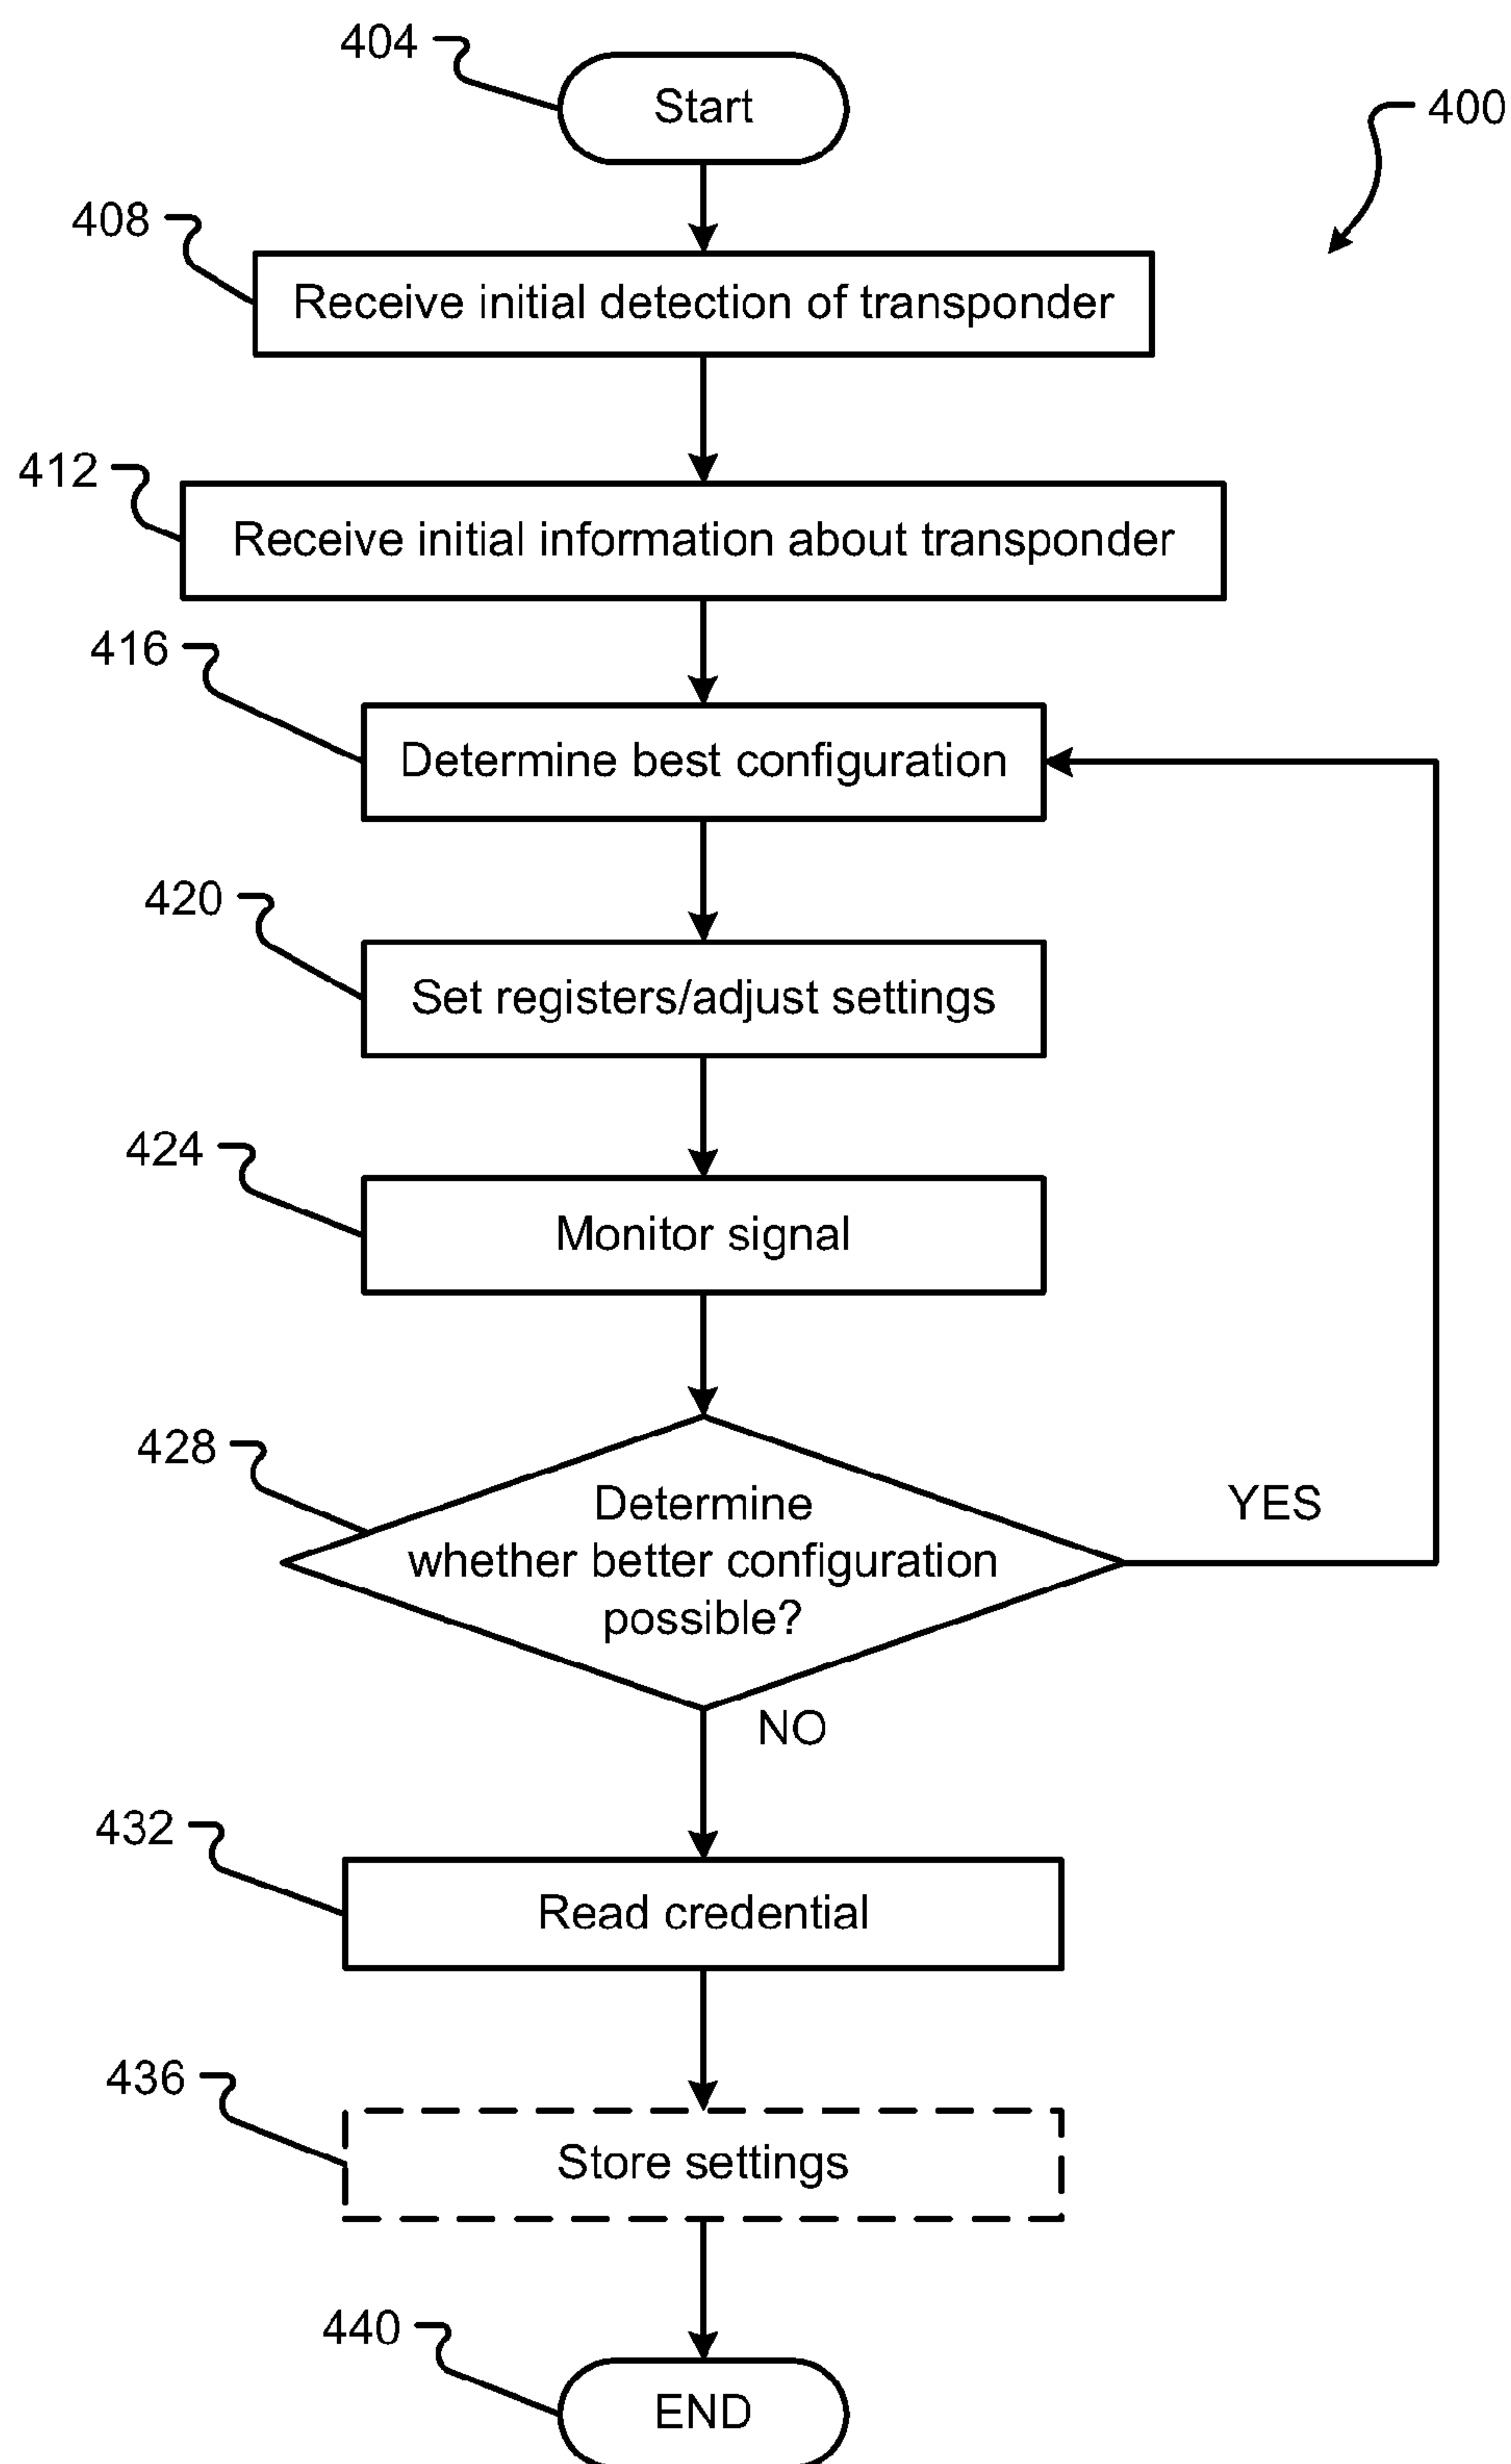 404
Start
400
408
Receive initial detection of transponder
412
Receive initial information about transponder
416
Determine best configuration
420
Set registers/adjust settings
424
Monitor signal
428
Determine
whether better configuration
possible?
YES
NO
432
Read credential
436
Store settings
440
END